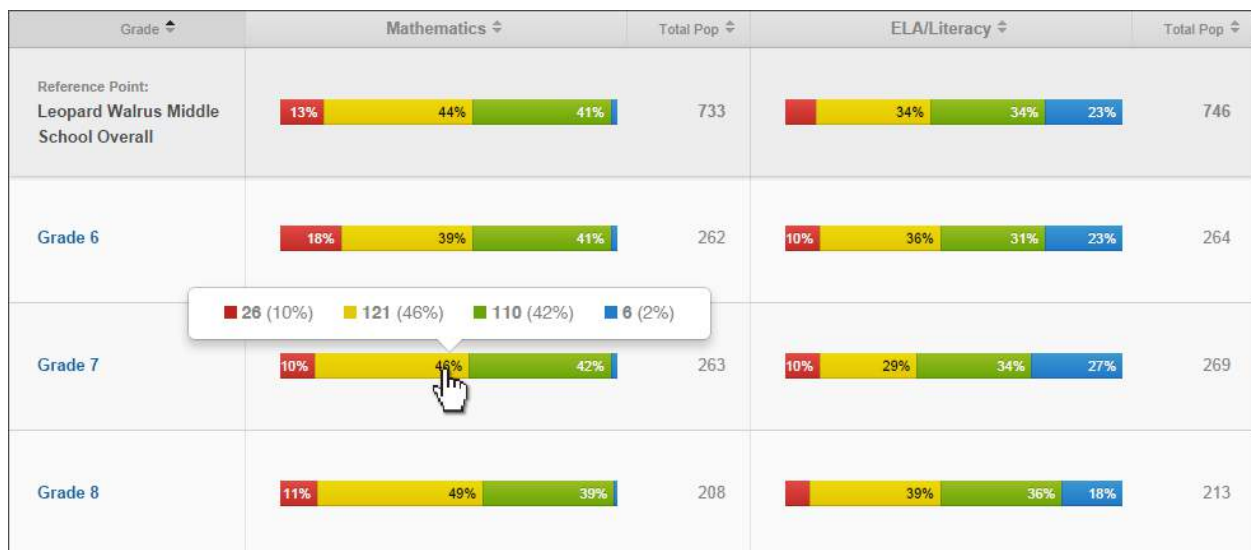 Grade Mathematics Total Pop ELA/Literacy Total Pop
Reference Point:
Leopard Walrus Middle
School Overall
13% 44% 41% 733 34% 34% 23% 746
Grade 6 18% 39% 41% 262 10% 36% 31% 23% 264
26 (10%) 121 (46%) 110 (42%) 6 (2%)
Grade 7 10% 46% 42% 263 10% 29% 34% 27% 269
Grade 8 11% 49% 39% 208 39% 36% 18% 213